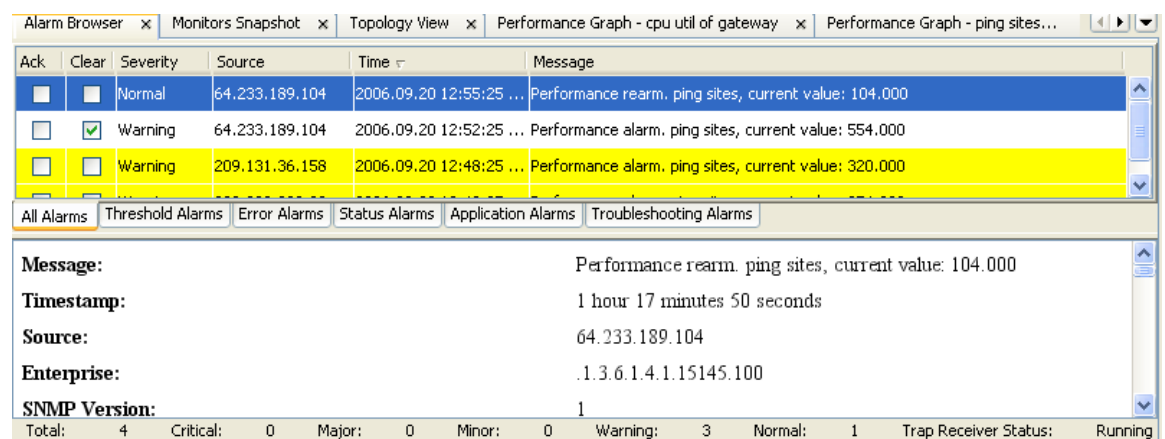 Alarm Browser x Monitors Snapshot x Topology View x Performance Graph - cpu util of gateway x Performance Graph - ping sites...
Ack Clear Severity Source Time Message
Normal 64.233.189.104 2006.09.20 12:55:25 ... Performance rearm. ping sites, current value: 104.000
Warning 64.233.189.104 2006.09.20 12:52:25 ... Performance alarm. ping sites, current value: 554.000
Warning 209.131.36.158 2006.09.20 12:48:25 ... Performance alarm. ping sites, current value: 320.000
All Alarms Threshold Alarms Error Alarms Status Alarms Application Alarms Troubleshooting Alarms
Message: Performance rearm. ping sites, current value: 104.000
Timestamp: 1 hour 17 minutes 50 seconds
Source: 64.233.189.104
Enterprise: .1.3.6.1.4.1.15145.100
SNMP Version: 1
Total: 4 Critical: 0 Major: 0 Minor: 0 Warning: 3 Normal: 1 Trap Receiver Status: Running